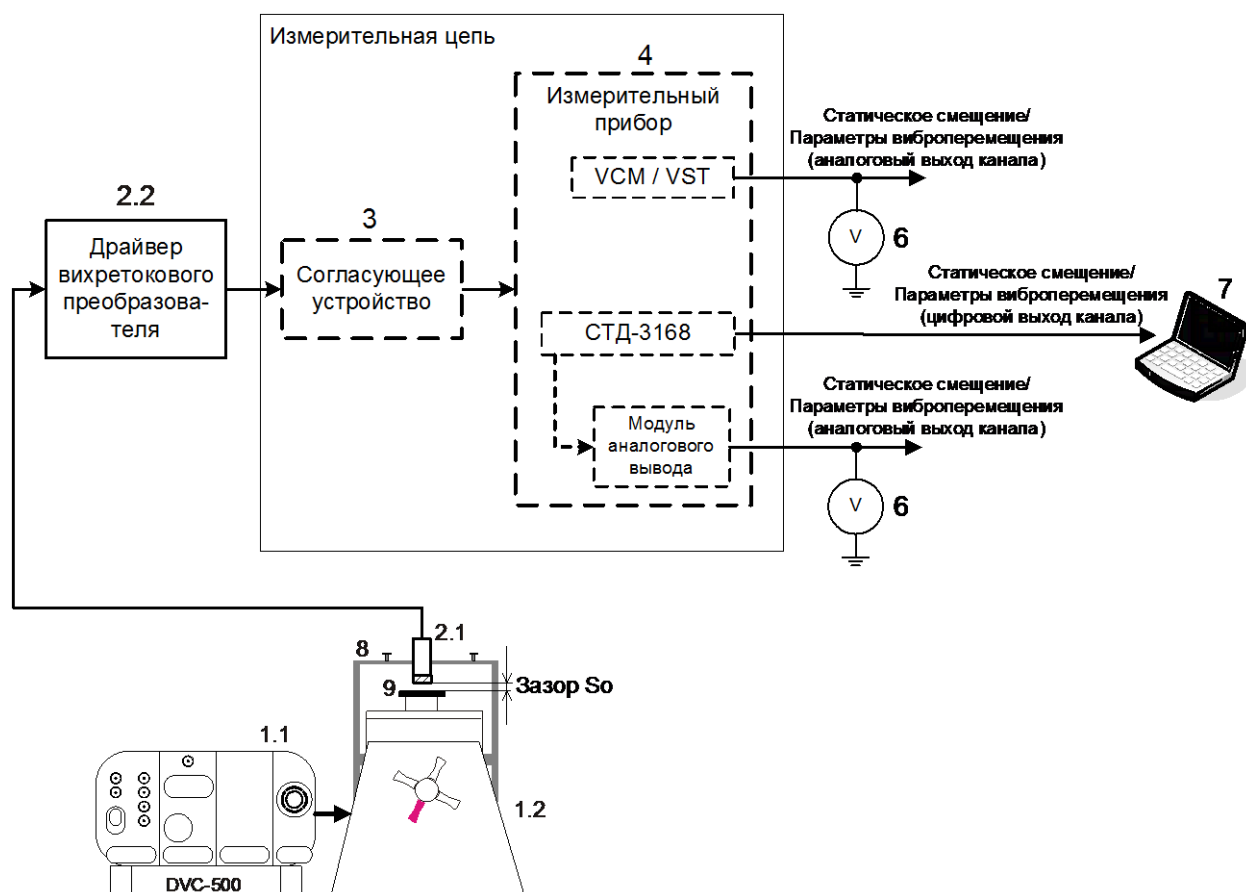 Измерительная цепь
4
Измерительный
прибор
VCM / VST
Статическое смещение/
Параметры виброперемещения
(аналоговый выход канала)
V
6
2.2
Драйвер
вихретокового
преобразова-
теля
3
Согласующее
устройство
СТД-3168
Статическое смещение/
Параметры виброперемещения
(цифровой выход канала)
7
Модуль
аналогового
вывода
Статическое смещение/
Параметры виброперемещения
(аналоговый выход канала)
V
6
2.1
8
9
Зазор So
1.1
1.2
DVC-500